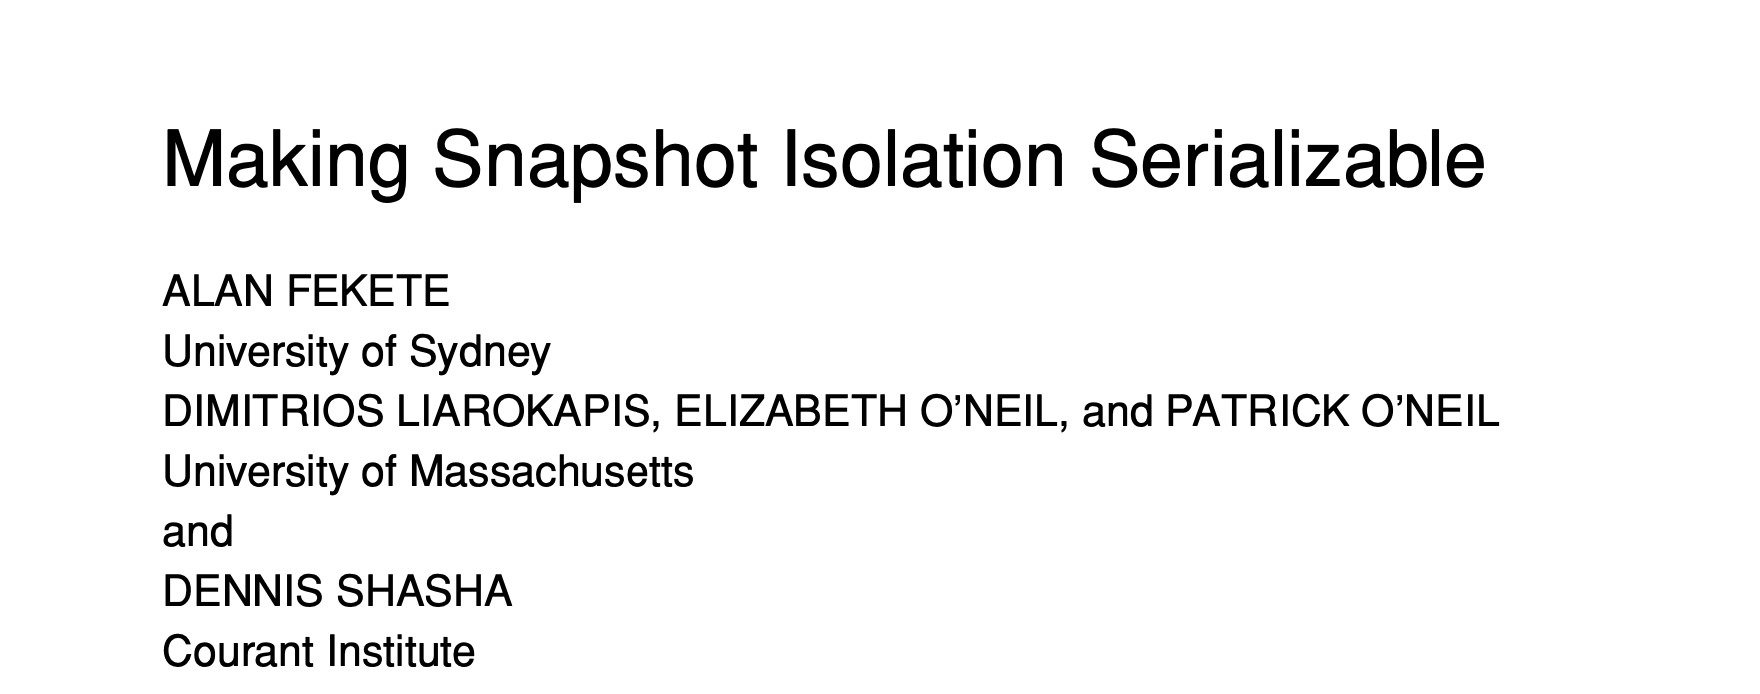 Making Snapshot Isolation Serializable
ALAN FEKETE
University of Sydney
DIMITRIOS LIAROKAPIS, ELIZABETH O’NEIL, and PATRICK O’NEIL
University of Massachusetts
and
DENNIS SHASHA
Courant Institute